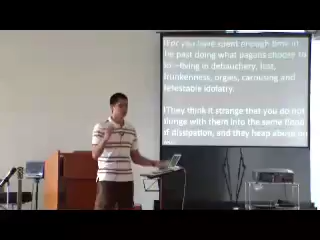 For you have spent enough time in
the past doing what pagans choose to
do—living in debauchery, lust,
drunkenness, orgies, carousing and
detestable idolatry.
They think it strange that you do not
plunge with them into the same flood
of dissipation, and they heap abuse on